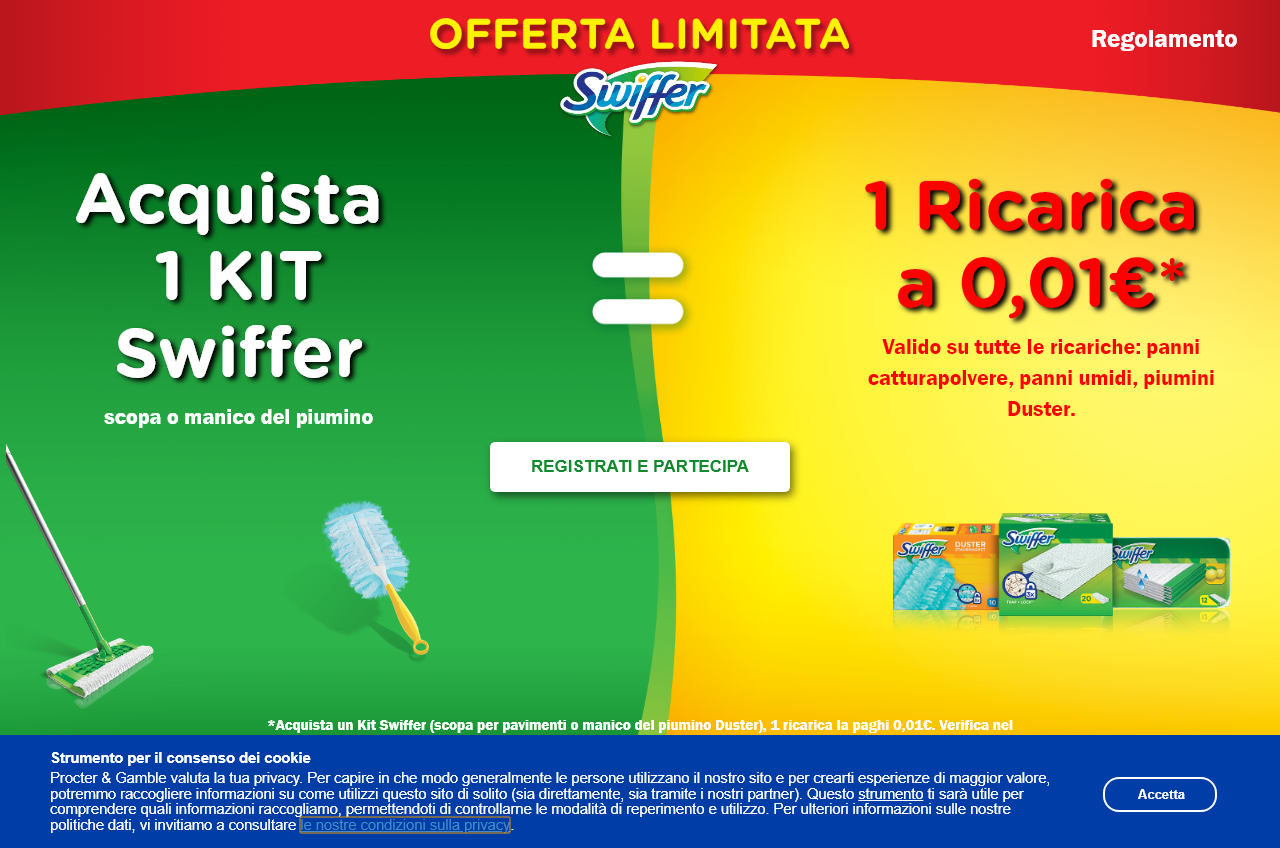 OFFERTA LIMITATA
Regolamento
Swiffer
Acquista
1 KIT
Swiffer
scopa o manico del piumino
1 Ricarica
a 0,01€*
Valido su tutte le ricariche: panni
catturapolvere, panni umidi, piumini
Duster.
REGISTRATI E PARTECIPA
Swiffer
DUSTER
10
Swiffer
TRAP + LOCK
3x
20
Swiffer
12
*Acquista un Kit Swiffer (scopa per pavimenti o manico del piumino Duster), 1 ricarica la paghi 0,01€. Verifica nel
Strumento per il consenso dei cookie
Procter & Gamble valuta la tua privacy. Per capire in che modo generalmente le persone utilizzano il nostro sito e per crearti esperienze di maggior valore,
potremmo raccogliere informazioni su come utilizzi questo sito di solito (sia direttamente, sia tramite i nostri partner). Questo strumento ti sarà utile per
comprendere quali informazioni raccogliamo, permettendoti di controllarne le modalità di reperimento e utilizzo. Per ulteriori informazioni sulle nostre
politiche dati, vi invitiamo a consultare le nostre condizioni sulla privacy.
Accetta